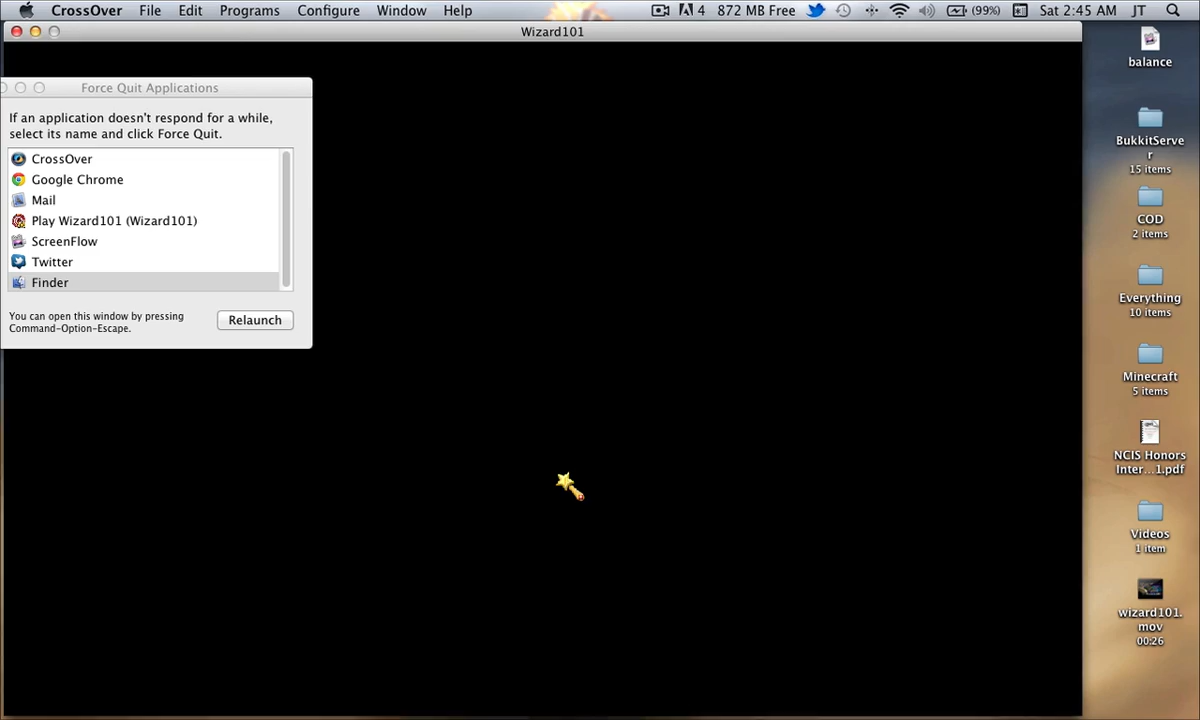 CrossOver File Edit Programs Configure Window Help 4 872 MB Free (99%) Sat 2:45 AM JT
Wizard101
Force Quit Applications
If an application doesn't respond for a while,
select its name and click Force Quit.
CrossOver
Google Chrome
Mail
Play Wizard101 (Wizard101)
ScreenFlow
Twitter
Finder
You can open this window by pressing
Command-Option-Escape.
Relaunch
balance
BukkitServe
r
15 items
COD
2 items
Everything
10 items
Minecraft
5 items
NCIS Honors
Inter...1.pdf
Videos
1 item
wizard101.
mov
00:26